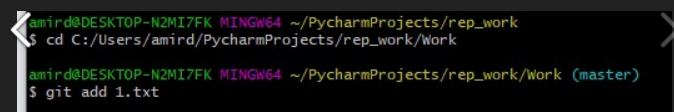 amird@DESKTOP-N2MI7FK MINGW64 ~/PycharmProjects/rep_work
$ cd C:/Users/amird/PycharmProjects/rep_work/Work
amird@DESKTOP-N2MI7FK MINGW64 ~/PycharmProjects/rep_work/Work (master)
$ git add 1.txt